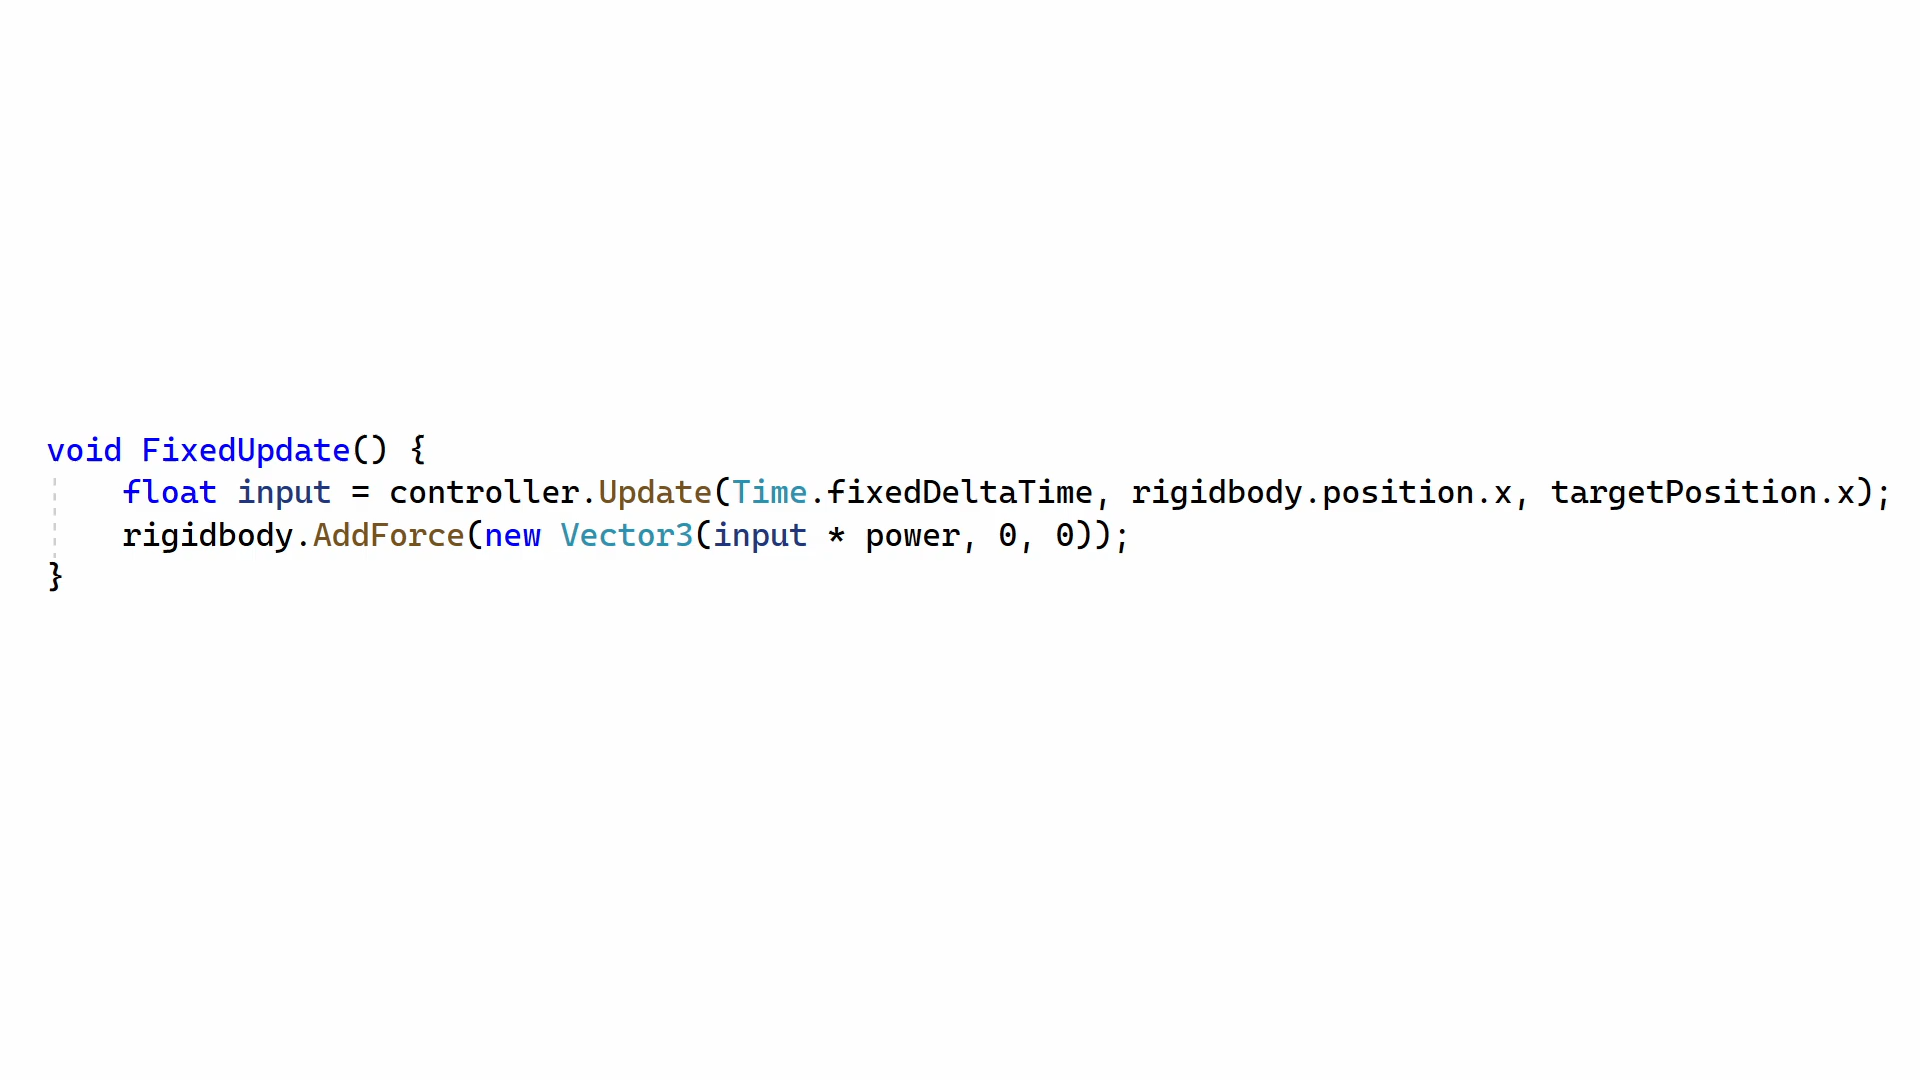 void FixedUpdate() {
    float input = controller.Update(Time.fixedDeltaTime, rigidbody.position.x, targetPosition.x);
    rigidbody.AddForce(new Vector3(input * power, 0, 0));
}